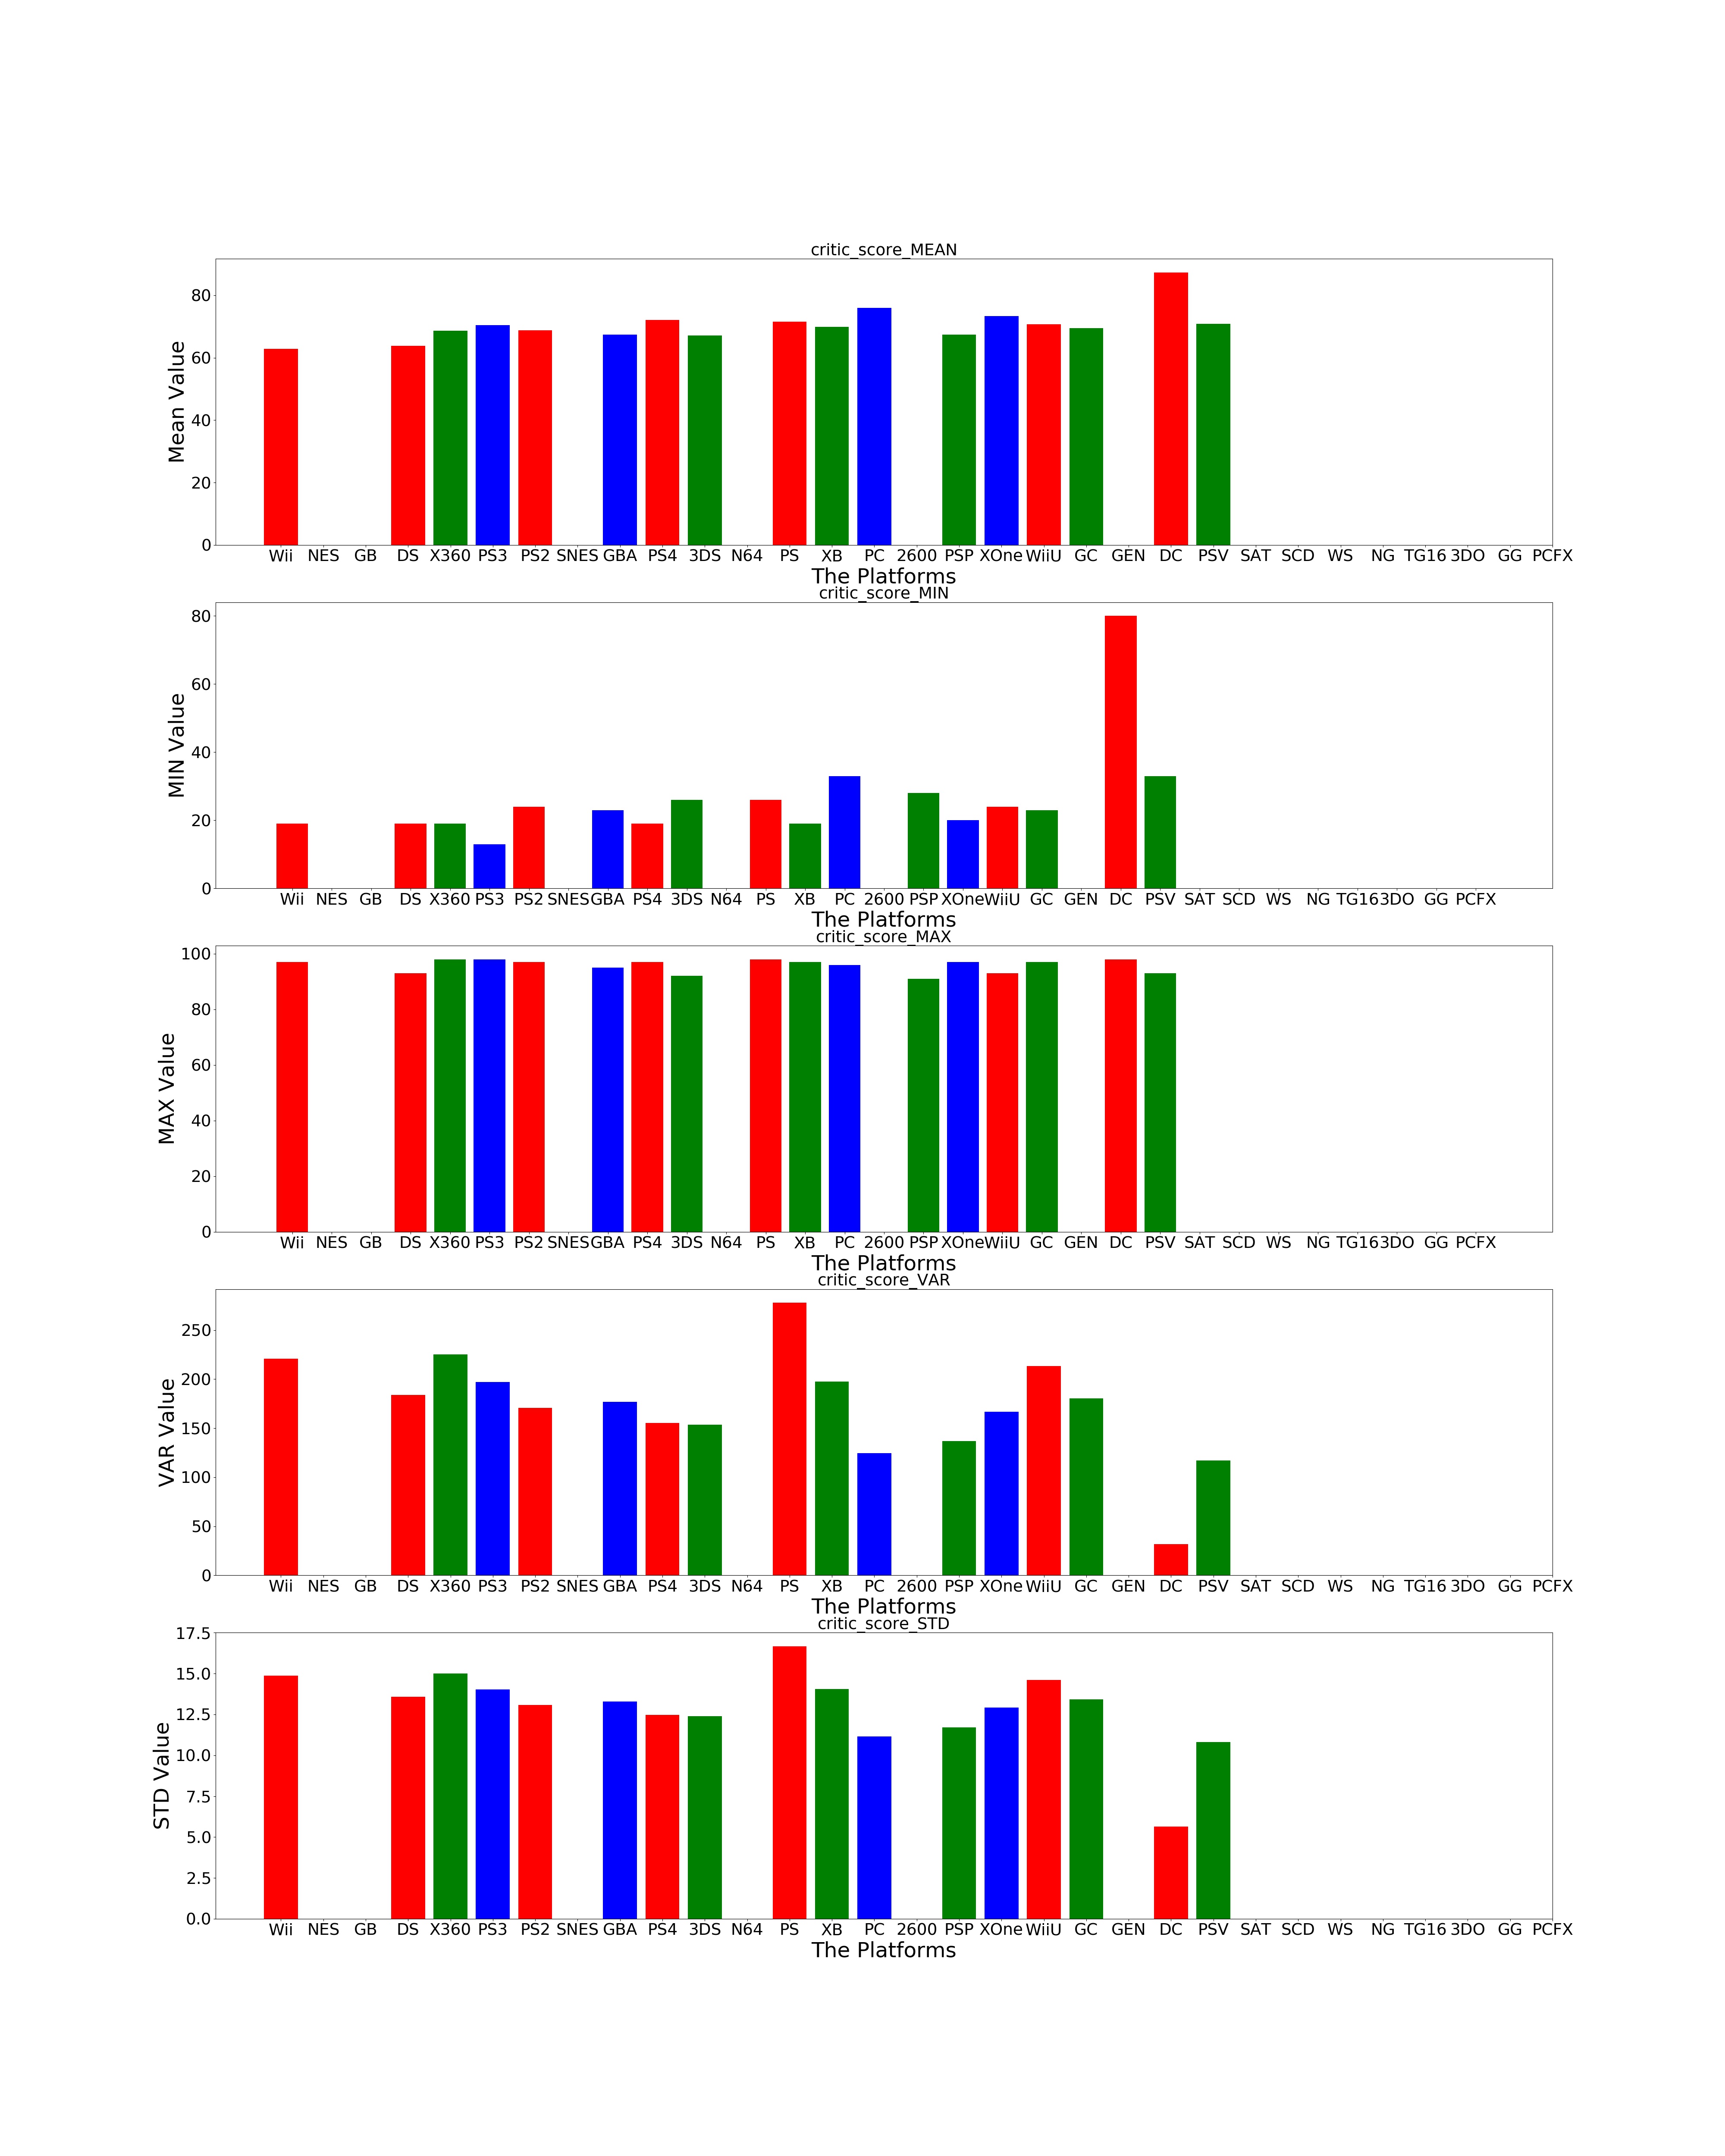 critic_score_MEAN
Mean Value
80
60
40
20
0
Wii NES GB DS X360 PS3 PS2 SNES GBA PS4 3DS N64 PS XB PC 2600 PSP XOne WiiU GC GEN DC PSV SAT SCD WS NG TG16 3DO GG PCFX
The Platforms
critic_score_MIN
MIN Value
80
60
40
20
0
Wii NES GB DS X360 PS3 PS2 SNES GBA PS4 3DS N64 PS XB PC 2600 PSP XOne WiiU GC GEN DC PSV SAT SCD WS NG TG16 3DO GG PCFX
The Platforms
critic_score_MAX
MAX Value
100
80
60
40
20
0
Wii NES GB DS X360 PS3 PS2 SNES GBA PS4 3DS N64 PS XB PC 2600 PSP XOne WiiU GC GEN DC PSV SAT SCD WS NG TG16 3DO GG PCFX
The Platforms
critic_score_VAR
VAR Value
250
200
150
100
50
0
Wii NES GB DS X360 PS3 PS2 SNES GBA PS4 3DS N64 PS XB PC 2600 PSP XOne WiiU GC GEN DC PSV SAT SCD WS NG TG16 3DO GG PCFX
The Platforms
critic_score_STD
STD Value
17.5
15.0
12.5
10.0
7.5
5.0
2.5
0.0
Wii NES GB DS X360 PS3 PS2 SNES GBA PS4 3DS N64 PS XB PC 2600 PSP XOne WiiU GC GEN DC PSV SAT SCD WS NG TG16 3DO GG PCFX
The Platforms